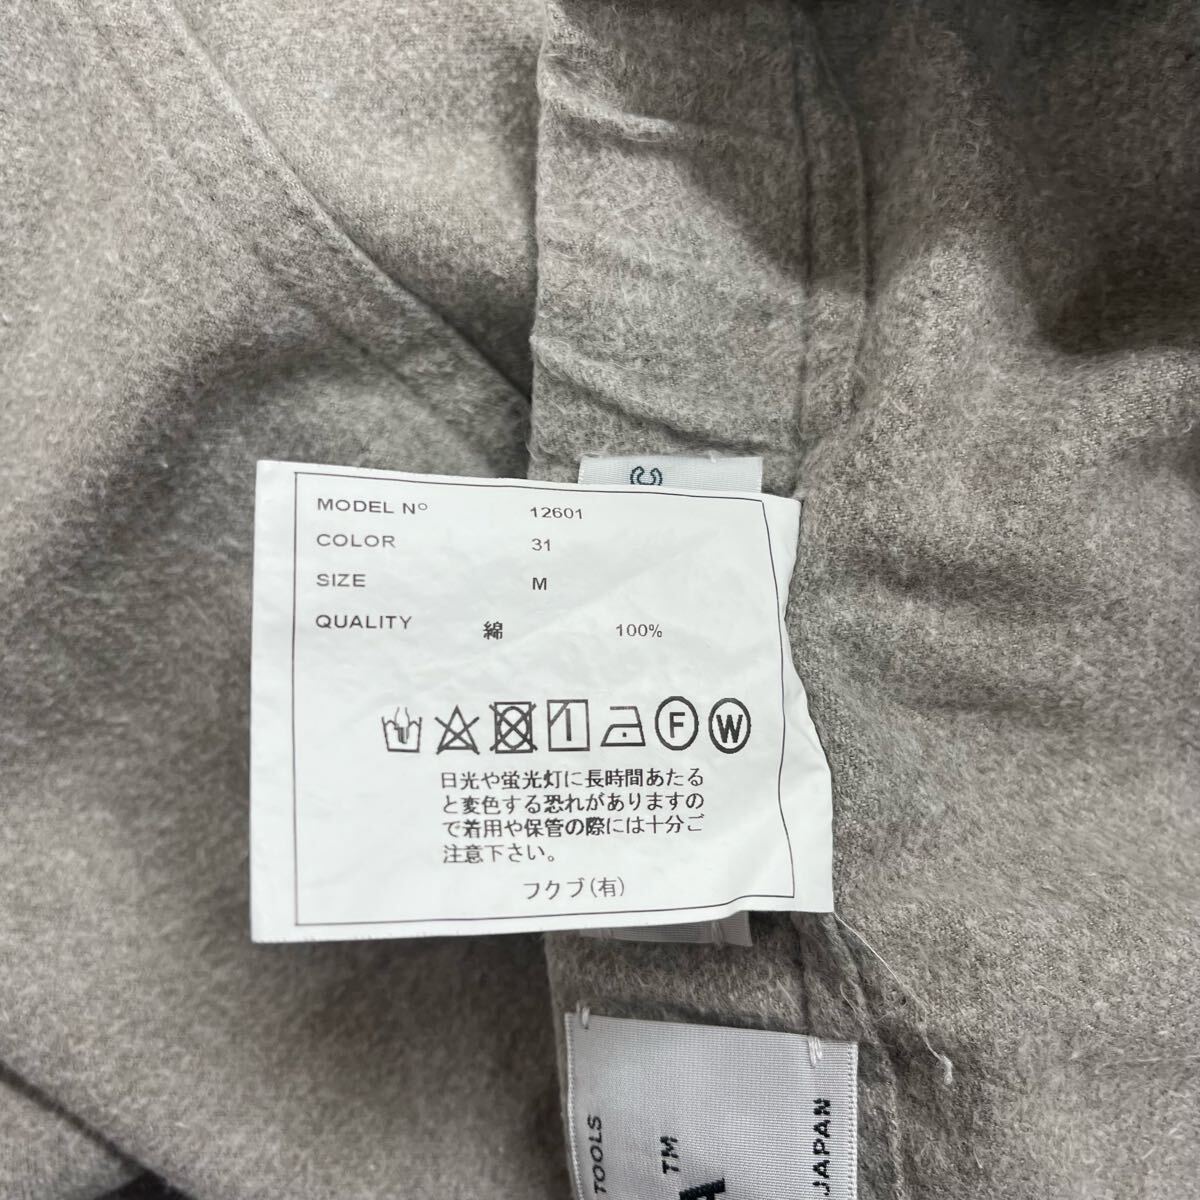 MODEL Nº 12601
COLOR 31
SIZE M
QUALITY 綿 100%
F W
日光や蛍光灯に長時間あたる
と変色する恐れがありますの
で着用や保管の際には十分ご
注意下さい。
フクブ(有)
TOOLS
A™
JAPAN